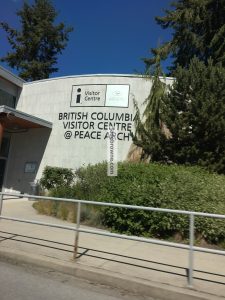 i
Visitor
Centre
BRITISH COLUMBIA
VISITOR CENTRE
@ PEACE ARCH